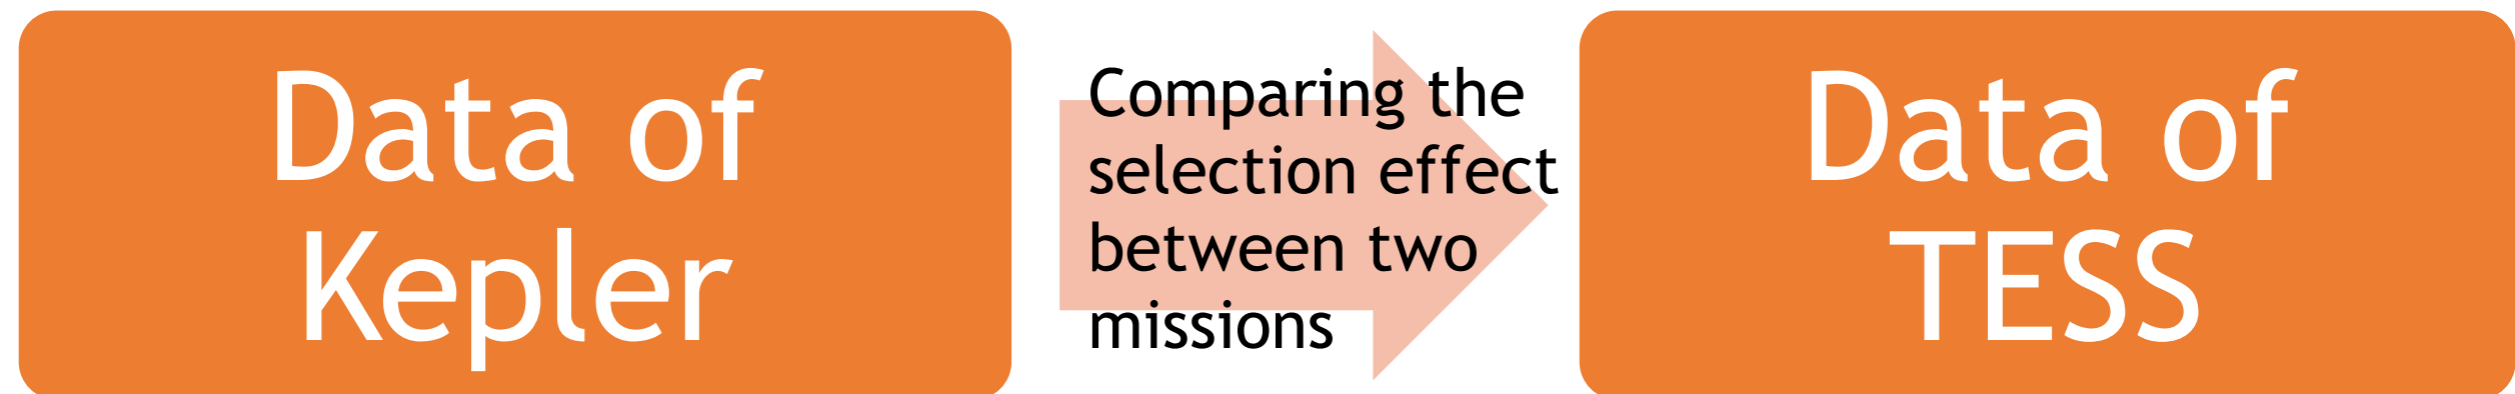 Data of
Kepler
Comparing the
selection effect
between two
missions
Data of
TESS